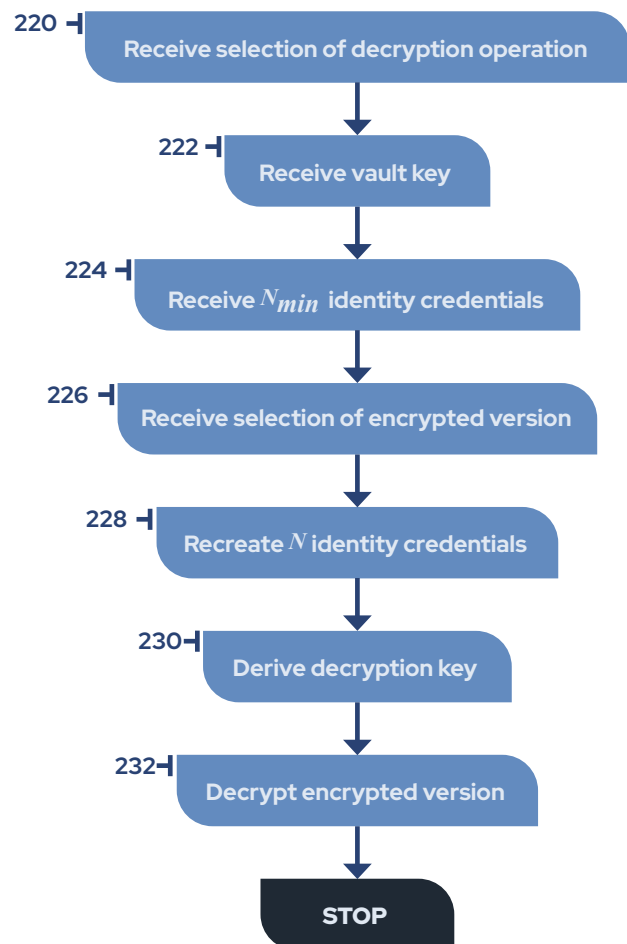 220
Receive selection of decryption operation
222
Receive vault key
224
Receive N_min identity credentials
226
Receive selection of encrypted version
228
Recreate N identity credentials
230
Derive decryption key
232
Decrypt encrypted version
STOP